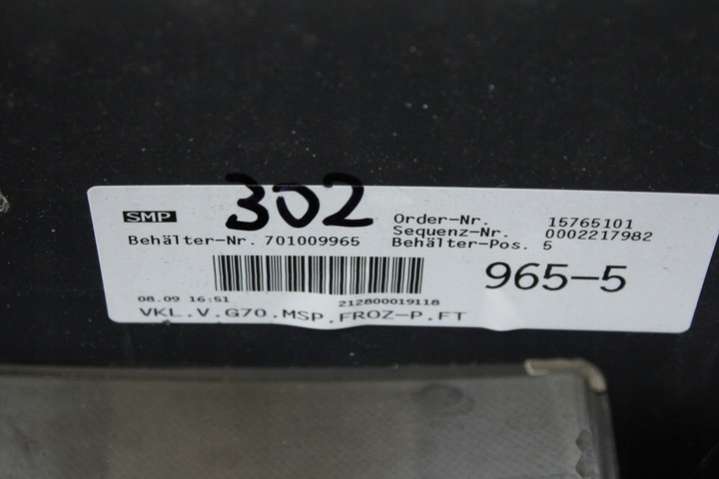 SMP
302
Order-Nr. 15765101
Sequenz-Nr. 0002217982
Behälter-Nr. 701009965 Behälter-Pos. 5
965-5
08.09 16:51 212800019118
VKL.V.G70.MSP.FROZ-P.FT